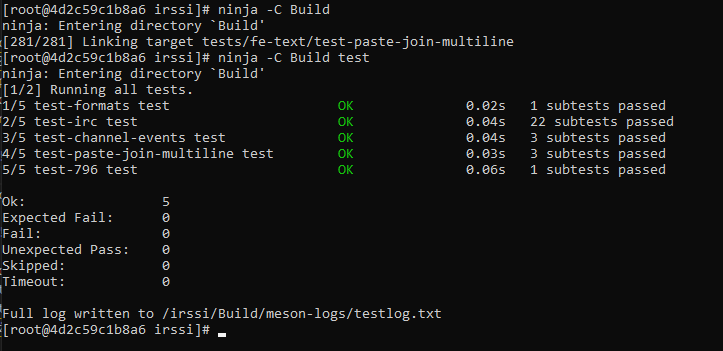 [root@4d2c59c1b8a6 irssi]# ninja -C Build
ninja: Entering directory `Build'
[281/281] Linking target tests/fe-text/test-paste-join-multiline
[root@4d2c59c1b8a6 irssi]# ninja -C Build test
ninja: Entering directory `Build'
[1/2] Running all tests.
1/5 test-formats test                    OK              0.02s   1 subtests passed
2/5 test-irc test                        OK              0.04s   22 subtests passed
3/5 test-channel-events test             OK              0.04s   3 subtests passed
4/5 test-paste-join-multiline test       OK              0.03s   3 subtests passed
5/5 test-796 test                        OK              0.06s   1 subtests passed

Ok:                 5
Expected Fail:      0
Fail:               0
Unexpected Pass:    0
Skipped:            0
Timeout:            0

Full log written to /irssi/Build/meson-logs/testlog.txt
[root@4d2c59c1b8a6 irssi]#